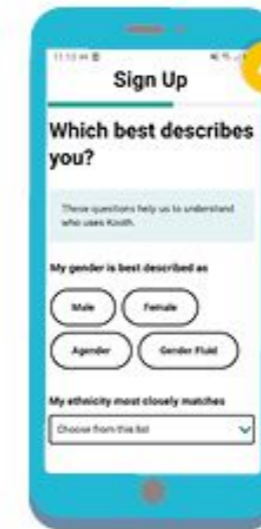 Sign Up
Which best describes
you?
These questions help us to understand
who uses Kooth.
My gender is best described as
Male Female
Agender Gender Fluid
My ethnicity most closely matches
Choose from this list